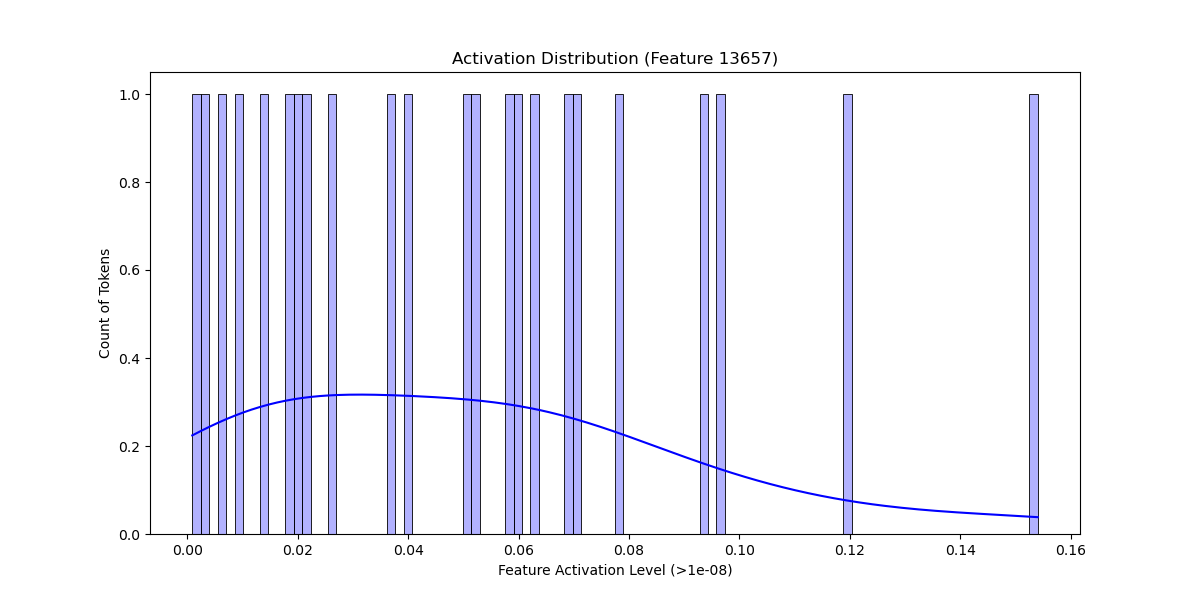 Activation Distribution (Feature 13657)
1.0
0.8
0.6
0.4
0.2
0.0
Count of Tokens
0.00 0.02 0.04 0.06 0.08 0.10 0.12 0.14 0.16
Feature Activation Level (>1e-08)